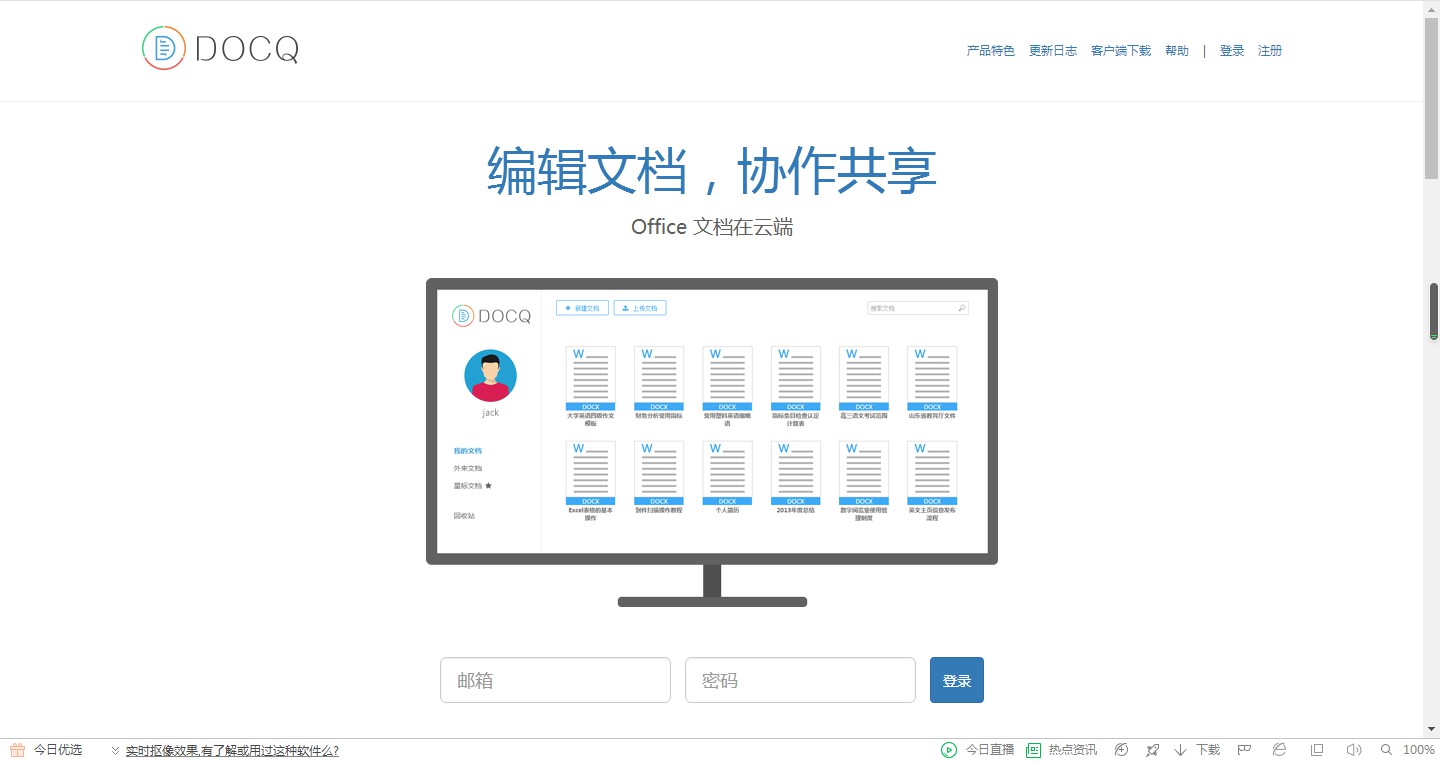 DOCQ
产品特色 更新日志 客户端下载 帮助 | 登录 注册
编辑文档，协作共享
Office 文档在云端
DOCQ
新建文档 上传文档
搜索文档
jack
我的文档
外来文档
星标文档
回收站
W W W W W W
DOCX DOCX DOCX DOCX DOCX DOCX
大学英语四级作文模板
财务分析常用指标
常用塑料英语缩略语
指标条目检查认定计算表
高三语文考试范围
山东省教育厅文件
W W W W W W
DOCX DOCX DOCX DOCX DOCX DOCX
Excel表格的基本操作
到件扫描操作教程
个人简历
2013年度总结
数字阅览室使用管理制度
英文主页信息发布流程
邮箱 密码 登录
今日优选 实时抠像效果,有了解或用过这种软件么? 今日直播 热点资讯 下载 100%